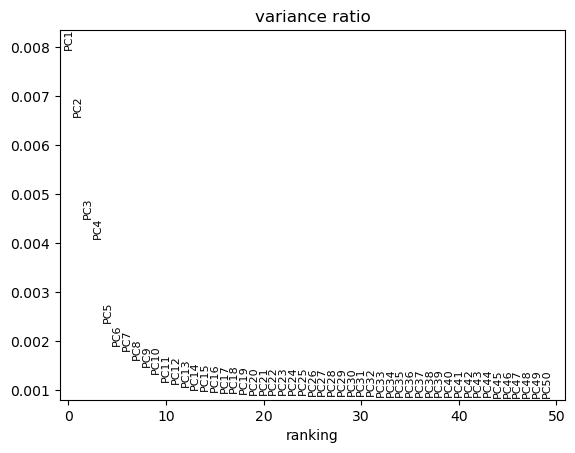 variance ratio
0.008
0.007
0.006
0.005
0.004
0.003
0.002
0.001
PC1
PC2
PC3
PC4
PC5
PC6
PC7
PC8
PC9
PC10
PC11
PC12
PC13
PC14
PC15
PC16
PC17
PC18
PC19
PC20
PC21
PC22
PC23
PC24
PC25
PC26
PC27
PC28
PC29
PC30
PC31
PC32
PC33
PC34
PC35
PC36
PC37
PC38
PC39
PC40
PC41
PC42
PC43
PC44
PC45
PC46
PC47
PC48
PC49
PC50
0 10 20 30 40 50
ranking